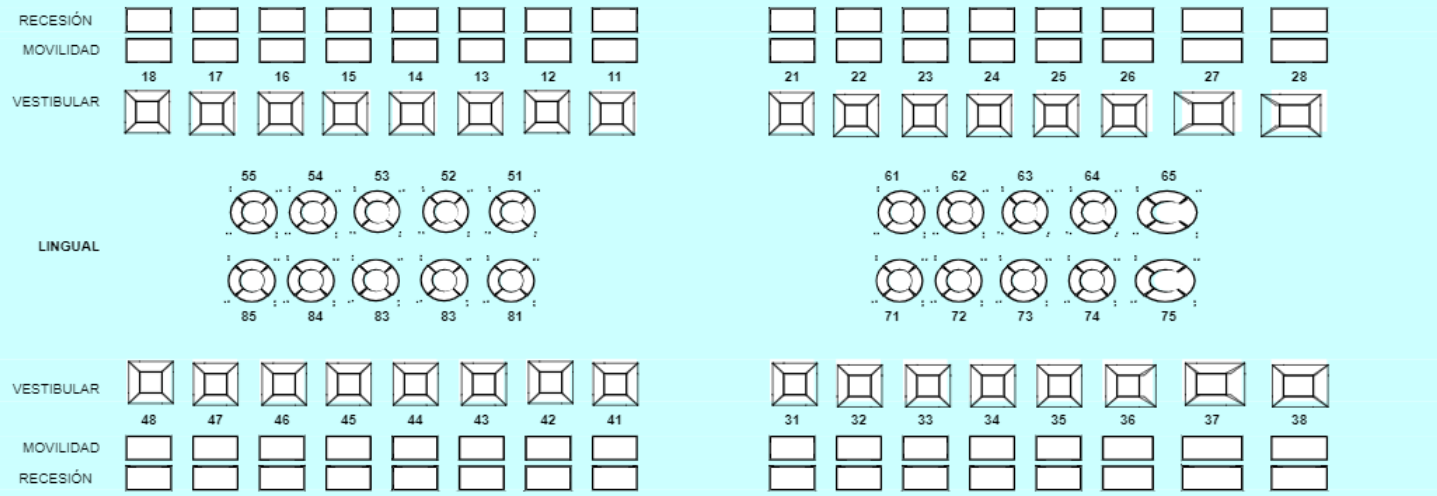 RECESIÓN
MOVILIDAD
18 17 16 15 14 13 12 11 21 22 23 24 25 26 27 28
VESTIBULAR
55 54 53 52 51 61 62 63 64 65
LINGUAL
85 84 83 83 81 71 72 73 74 75
VESTIBULAR
48 47 46 45 44 43 42 41 31 32 33 34 35 36 37 38
MOVILIDAD
RECESIÓN